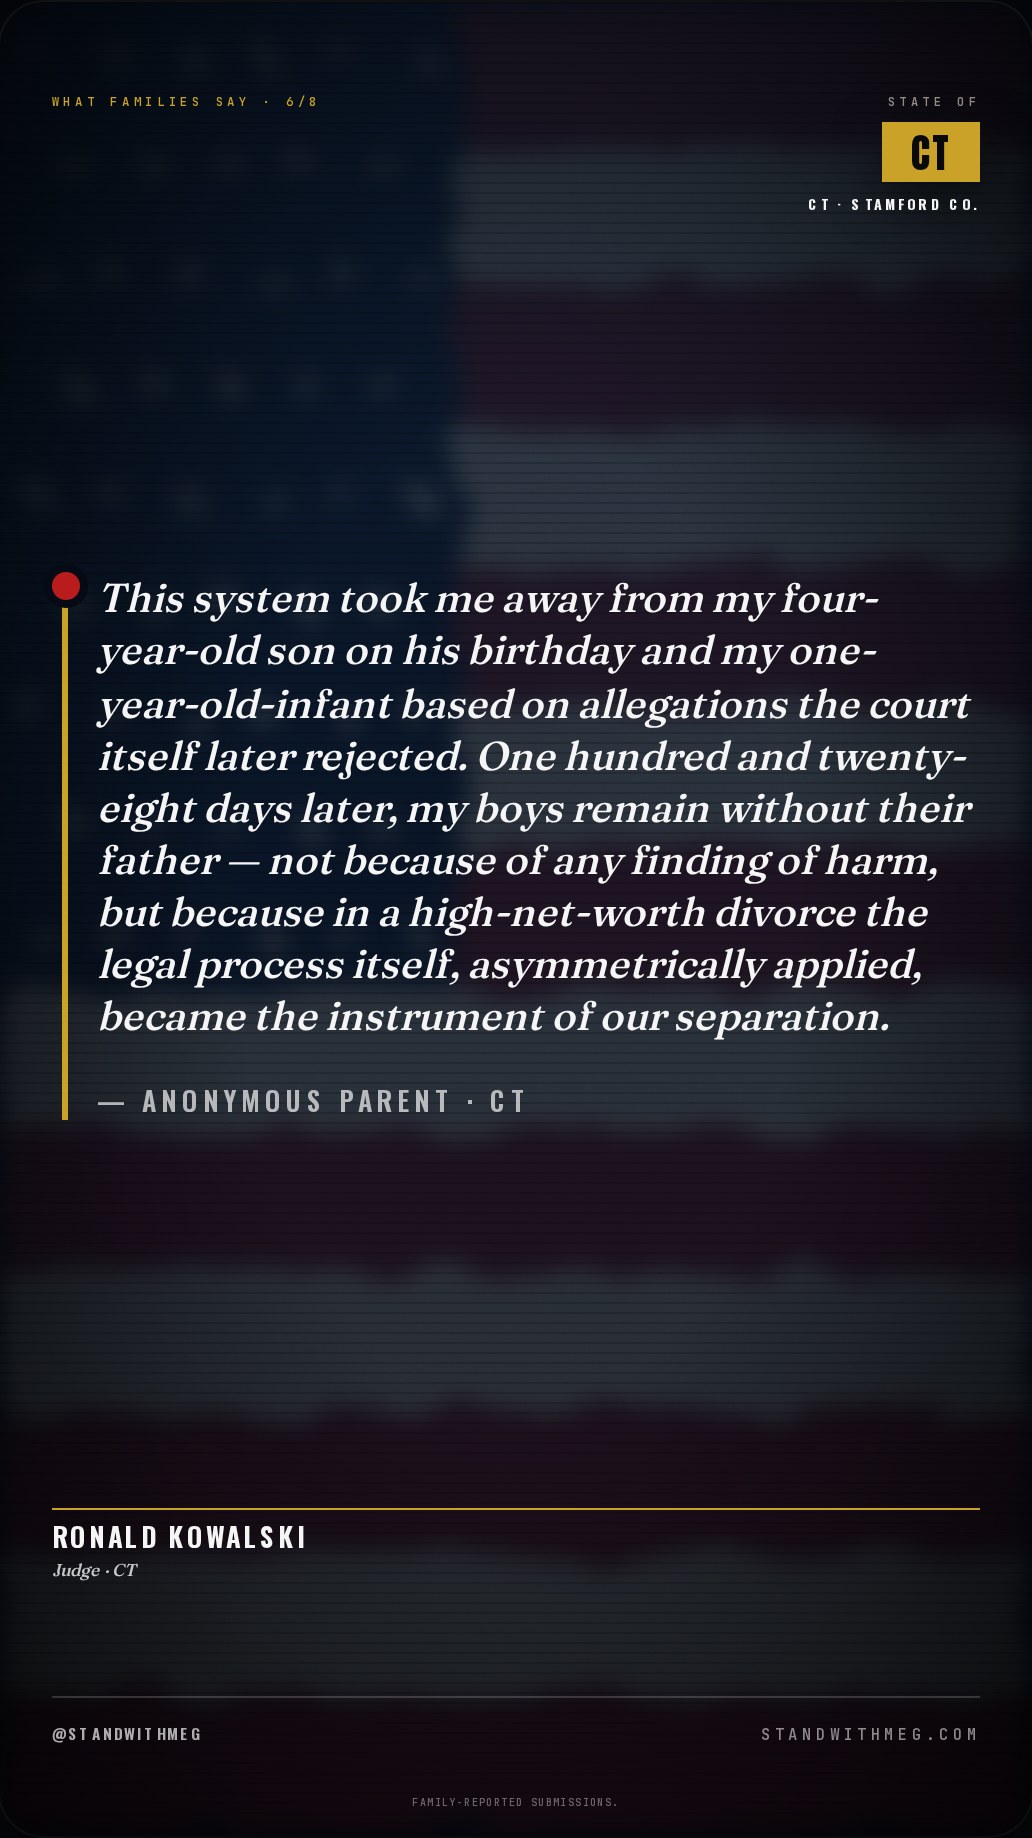 WHAT FAMILIES SAY · 6/8
STATE OF
CT
CT · STAMFORD CO.
This system took me away from my four-
year-old son on his birthday and my one-
year-old-infant based on allegations the court
itself later rejected. One hundred and twenty-
eight days later, my boys remain without their
father — not because of any finding of harm,
but because in a high-net-worth divorce the
legal process itself, asymmetrically applied,
became the instrument of our separation.
— ANONYMOUS PARENT · CT
RONALD KOWALSKI
Judge · CT
@STANDWITHMEG
STANDWITHMEG.COM
FAMILY-REPORTED SUBMISSIONS.